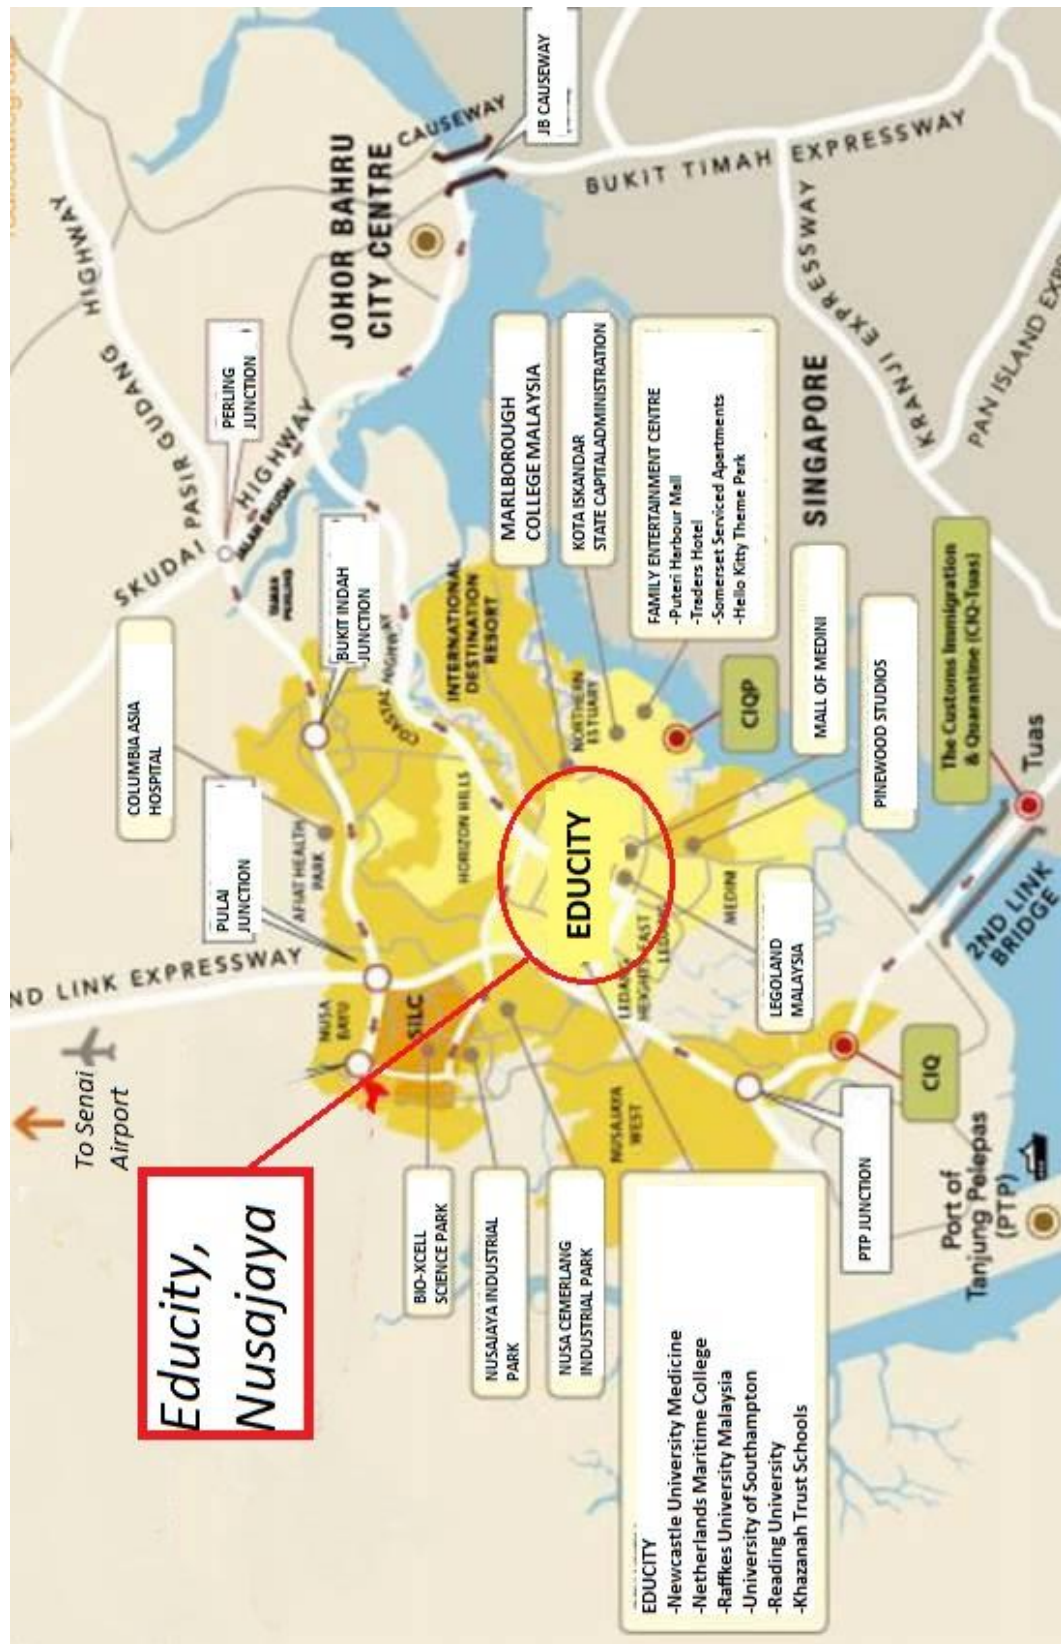 Educity,
Nusajaya
To Senai
Airport
ND LINK EXPRESSWAY
SKUDAI PASIR GUDANG HIGHWAY
HIGHWAY
JALAN SKUDAI
COASTAL HIGHWAY
PERLING
JUNCTION
JOHOR BAHRU
CITY CENTRE
CAUSEWAY
JB CAUSEWAY
BUKIT TIMAH EXPRESSWAY
KRANJI EXPRESSWAY
PAN ISLAND EXP
SINGAPORE
COLUMBIA ASIA
HOSPITAL
PULAI
JUNCTION
BUKIT INDAH
JUNCTION
AFIAT HEALTH
PARK
HORIZON HILLS
INTERNATIONAL
DESTINATION
RESORT
NORTHERN
ESTUARY
NUSA
BAYU
SILC
EDUCITY
MEDINI
NUSAJAYA
WEST
MARLBOROUGH
COLLEGE MALAYSIA
KOTA ISKANDAR
STATE CAPITALADMINISTRATION
FAMILY ENTERTAINMENT CENTRE
-Puteri Harbour Mall
-Traders Hotel
-Somerset Serviced Apartments
-Hello Kitty Theme Park
CIQP
MALL OF MEDINI
PINEWOOD STUDIOS
The Customs Immigration
& Quarantine (CIQ-Tuas)
Tuas
2ND LINK
BRIDGE
LEGOLAND
MALAYSIA
CIQ
PTP JUNCTION
Port of
Tanjung Pelepas
(PTP)
BIO-XCELL
SCIENCE PARK
NUSAJAYA INDUSTRIAL
PARK
NUSA CEMERLANG
INDUSTRIAL PARK
EDUCITY
-Newcastle University Medicine
-Netherlands Maritime College
-Raffkes University Malaysia
-University of Southampton
-Reading University
-Khazanah Trust Schools